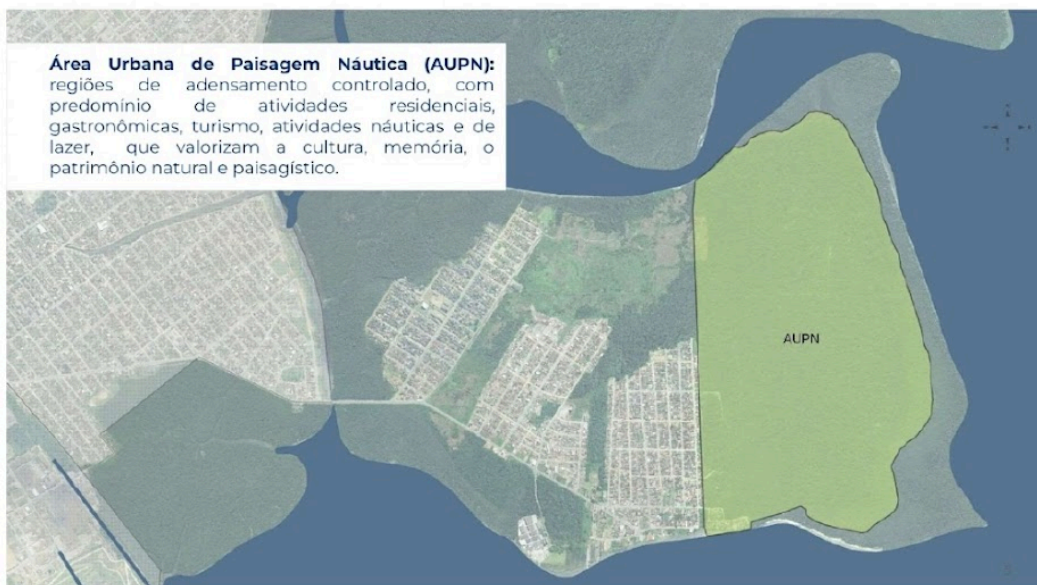 Área Urbana de Paisagem Náutica (AUPN):
regiões de adensamento controlado, com
predomínio de atividades residenciais,
gastronômicas, turismo, atividades náuticas e de
lazer, que valorizam a cultura, memória, o
patrimônio natural e paisagístico.
AUPN